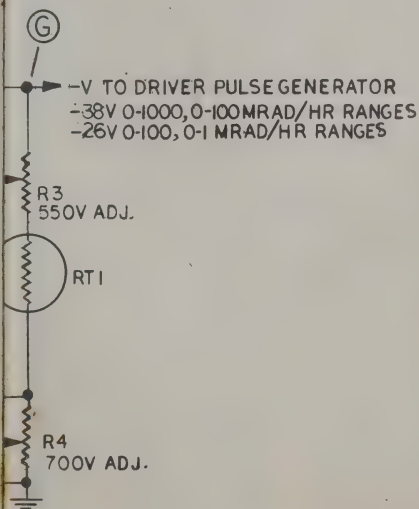 G
-V TO DRIVER PULSE GENERATOR
-38V 0-1000, 0-100 MRAD/HR RANGES
-26V 0-100, 0-1 MRAD/HR RANGES
R3
550V ADJ.
RT1
R4
700V ADJ.